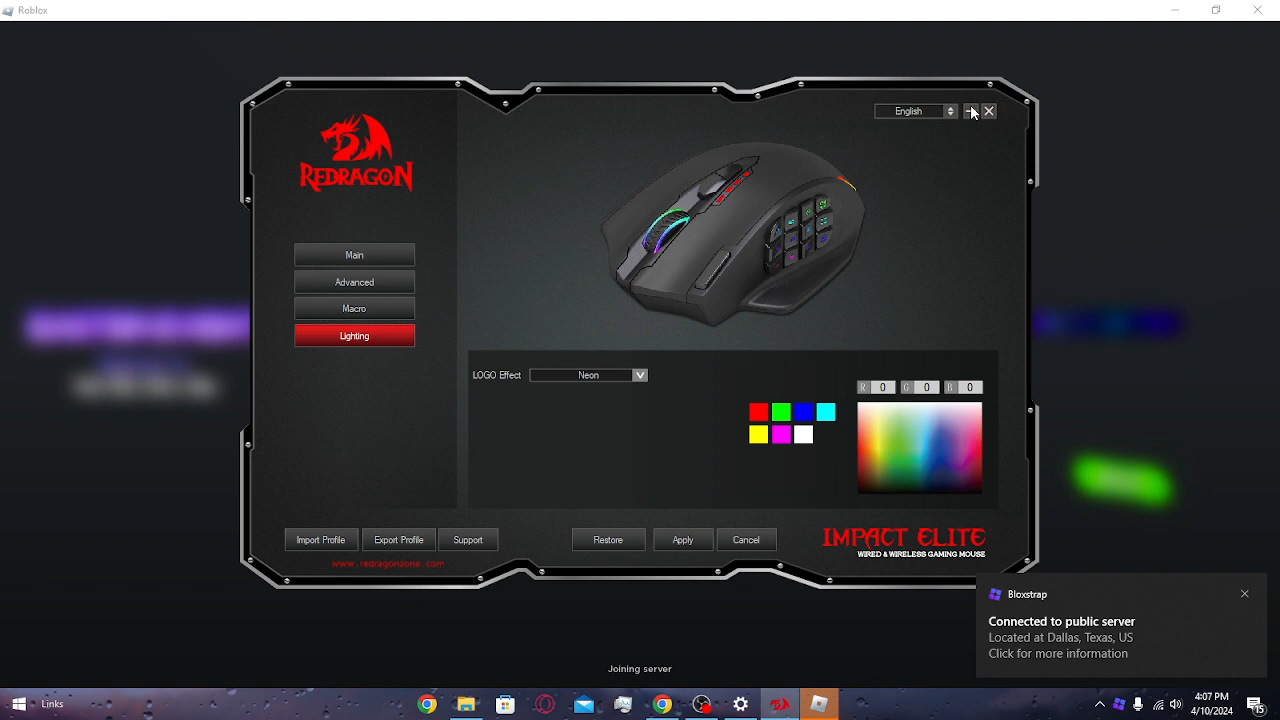 Roblox
English
REDRAGON
Main
Advanced
Macro
Lighting
LOGO Effect
Neon
R 0 G 0 B 0
Import Profile
Export Profile
Support
Restore
Apply
Cancel
IMPACT ELITE
WIRED & WIRELESS GAMING MOUSE
www.redragonzone.com
Bloxstrap
Connected to public server
Located at Dallas, Texas, US
Click for more information
Joining server
Links
4:07 PM
4/10/2024
15